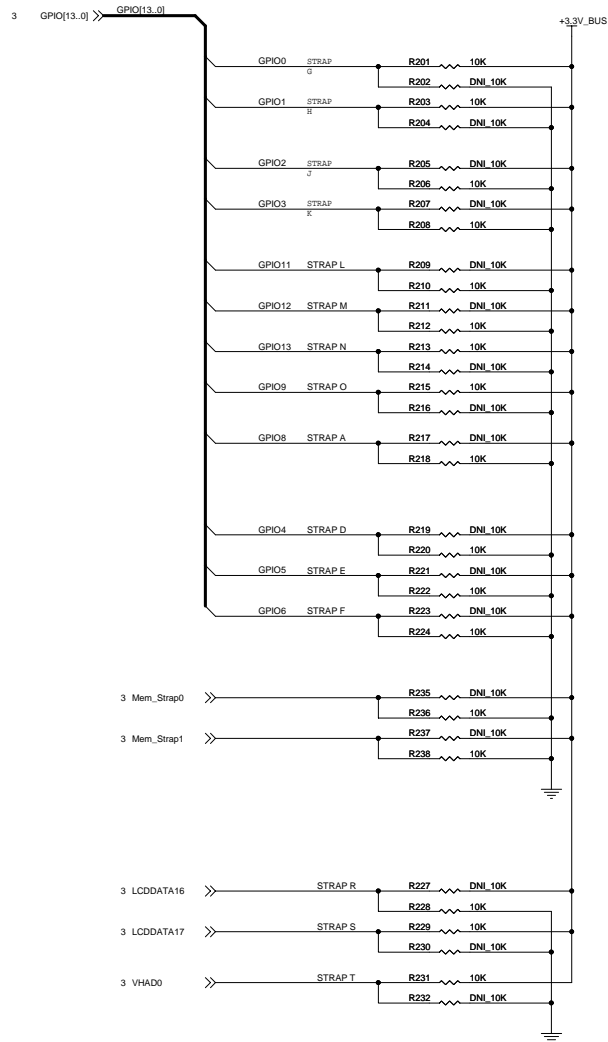 3 GPIO[13..0] GPIO[13..0]
+3.3V_BUS
GPIO0 STRAP G R201 10K
R202 DNI_10K
GPIO1 STRAP H R203 10K
R204 DNI_10K
GPIO2 STRAP J R205 DNI_10K
R206 10K
GPIO3 STRAP K R207 DNI_10K
R208 10K
GPIO11 STRAP L R209 DNI_10K
R210 10K
GPIO12 STRAP M R211 DNI_10K
R212 10K
GPIO13 STRAP N R213 10K
R214 DNI_10K
GPIO9 STRAP O R215 10K
R216 DNI_10K
GPIO8 STRAP A R217 DNI_10K
R218 10K
GPIO4 STRAP D R219 DNI_10K
R220 10K
GPIO5 STRAP E R221 DNI_10K
R222 10K
GPIO6 STRAP F R223 DNI_10K
R224 10K
3 Mem_Strap0 R235 DNI_10K
R236 10K
3 Mem_Strap1 R237 DNI_10K
R238 10K
3 LCDDATA16 STRAP R R227 DNI_10K
R228 10K
3 LCDDATA17 STRAP S R229 10K
R230 DNI_10K
3 VHAD0 STRAP T R231 10K
R232 DNI_10K